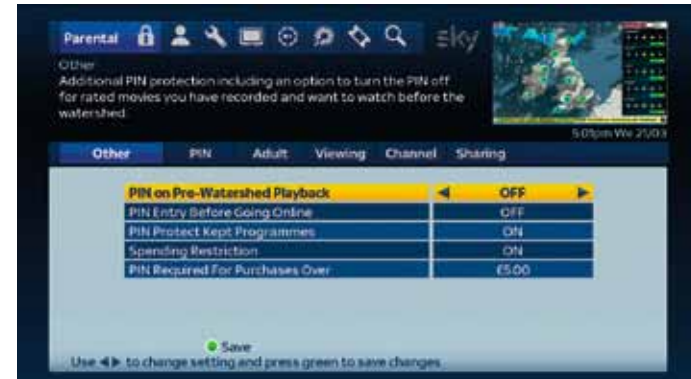 Parental
sky
Other
Additional PIN protection including an option to turn the PIN off
for rated movies you have recorded and want to watch before the
watershed.
5:01pm We 25/03
Other PIN Adult Viewing Channel Sharing
PIN on Pre-Watershed Playback OFF
PIN Entry Before Going Online OFF
PIN Protect Kept Programmes ON
Spending Restriction ON
PIN Required For Purchases Over £5.00
Save
Use ◀▶ to change setting and press green to save changes